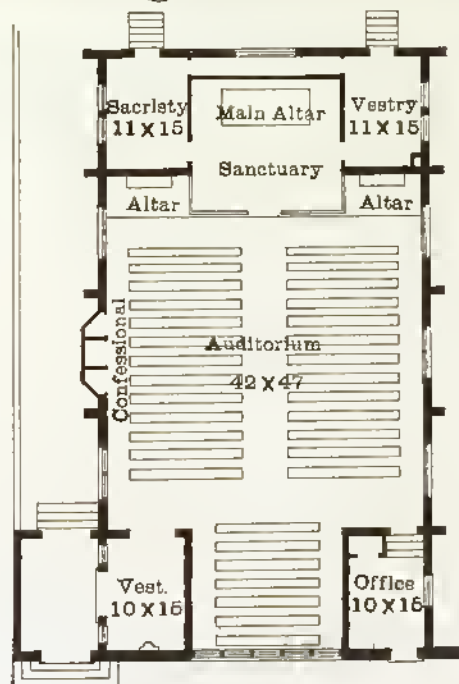 Sacristy
11 X 15
Main Altar
Vestry
11 X 15
Sanctuary
Altar
Altar
Confessional
Auditorium
42 X 47
Vest.
10 X 15
Office
10 X 15